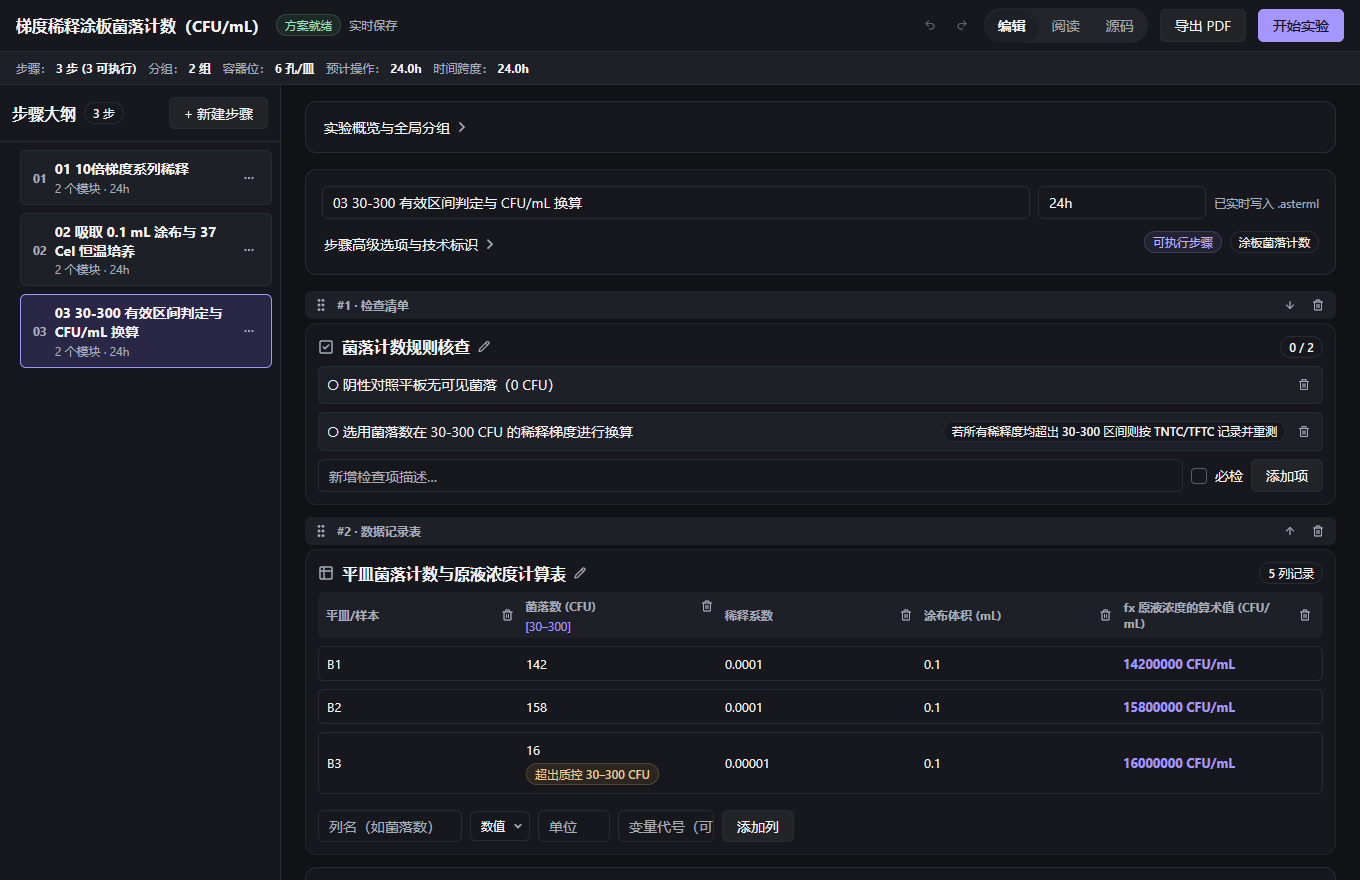 梯度稀释涂板菌落计数（CFU/mL） 方案就绪 实时保存 编辑 阅读 源码 导出 PDF 开始实验
步骤： 3 步 (3 可执行) 分组： 2 组 容器位： 6 孔/皿 预计操作： 24.0h 时间跨度： 24.0h
步骤大纲 3 步 + 新建步骤
01 01 10倍梯度系列稀释
2 个模块 · 24h
02 02 吸取 0.1 mL 涂布与 37
Cel 恒温培养
2 个模块 · 24h
03 03 30-300 有效区间判定与
CFU/mL 换算
2 个模块 · 24h
实验概览与全局分组
03 30-300 有效区间判定与 CFU/mL 换算 24h 已实时写入 .asterml
步骤高级选项与技术标识 可执行步骤 涂板菌落计数
#1 · 检查清单
菌落计数规则核查 0 / 2
阴性对照平板无可见菌落（0 CFU）
选用菌落数在 30-300 CFU 的稀释梯度进行换算 若所有稀释度均超出 30-300 区间则按 TNTC/TFTC 记录并重测
新增检查项描述... 必检 添加项
#2 · 数据记录表
平皿菌落计数与原液浓度计算表 5 列记录
平皿/样本 菌落数 (CFU) [30–300] 稀释系数 涂布体积 (mL) fx 原液浓度的算术值 (CFU/
mL)
B1 142 0.0001 0.1 14200000 CFU/mL
B2 158 0.0001 0.1 15800000 CFU/mL
B3 16 超出质控 30–300 CFU 0.00001 0.1 16000000 CFU/mL
列名（如菌落数） 数值 单位 变量代号（可 添加列